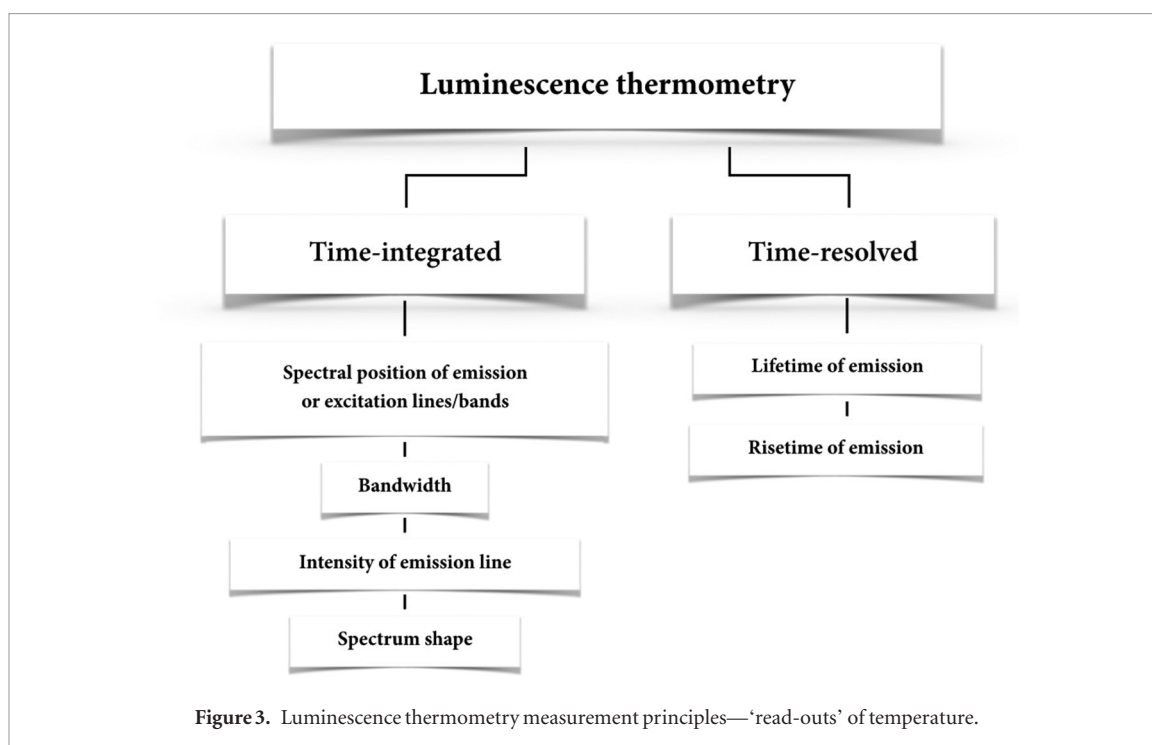 Luminescence thermometry
Time-integrated
Time-resolved
Spectral position of emission
or excitation lines/bands
Bandwidth
Intensity of emission line
Spectrum shape
Lifetime of emission
Risetime of emission
Figure 3. Luminescence thermometry measurement principles—‘read-outs’ of temperature.